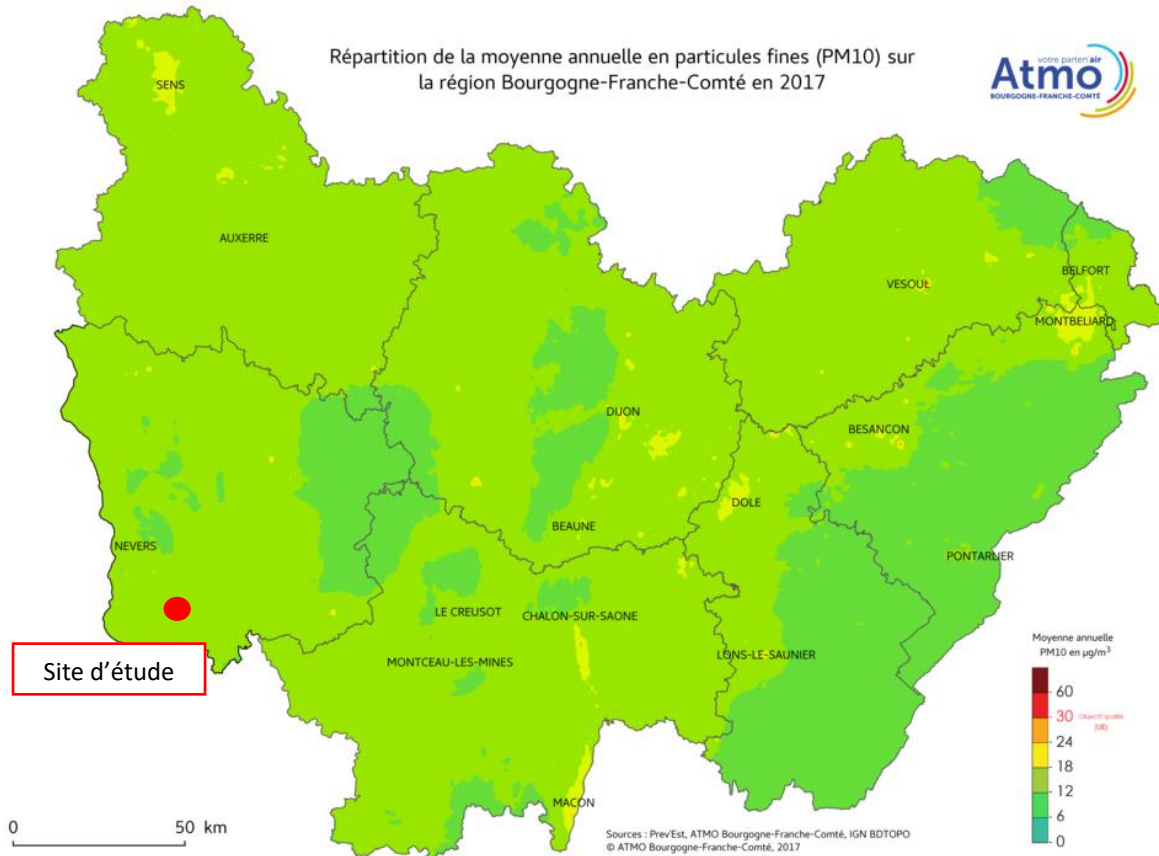 Répartition de la moyenne annuelle en particules fines (PM10) sur
la région Bourgogne-Franche-Comté en 2017
votre parten'air
Atmo
BOURGOGNE-FRANCHE-COMTÉ
SENS
AUXERRE
VESOUL
BELFORT
MONTBELIARD
DIJON
BESANCON
DOLE
BEAUNE
NEVERS
PONTARLIER
LE CREUSOT
CHALON-SUR-SAONE
Site d'étude
MONTCEAU-LES-MINES
LONS-LE-SAUNIER
MACON
Moyenne annuelle
PM10 en µg/m³
60
30 Objectif qualité
(UE)
24
18
12
6
0
0 50 km
Sources : Prev'Est, ATMO Bourgogne-Franche-Comté, IGN BDTOPO
© ATMO Bourgogne-Franche-Comté, 2017